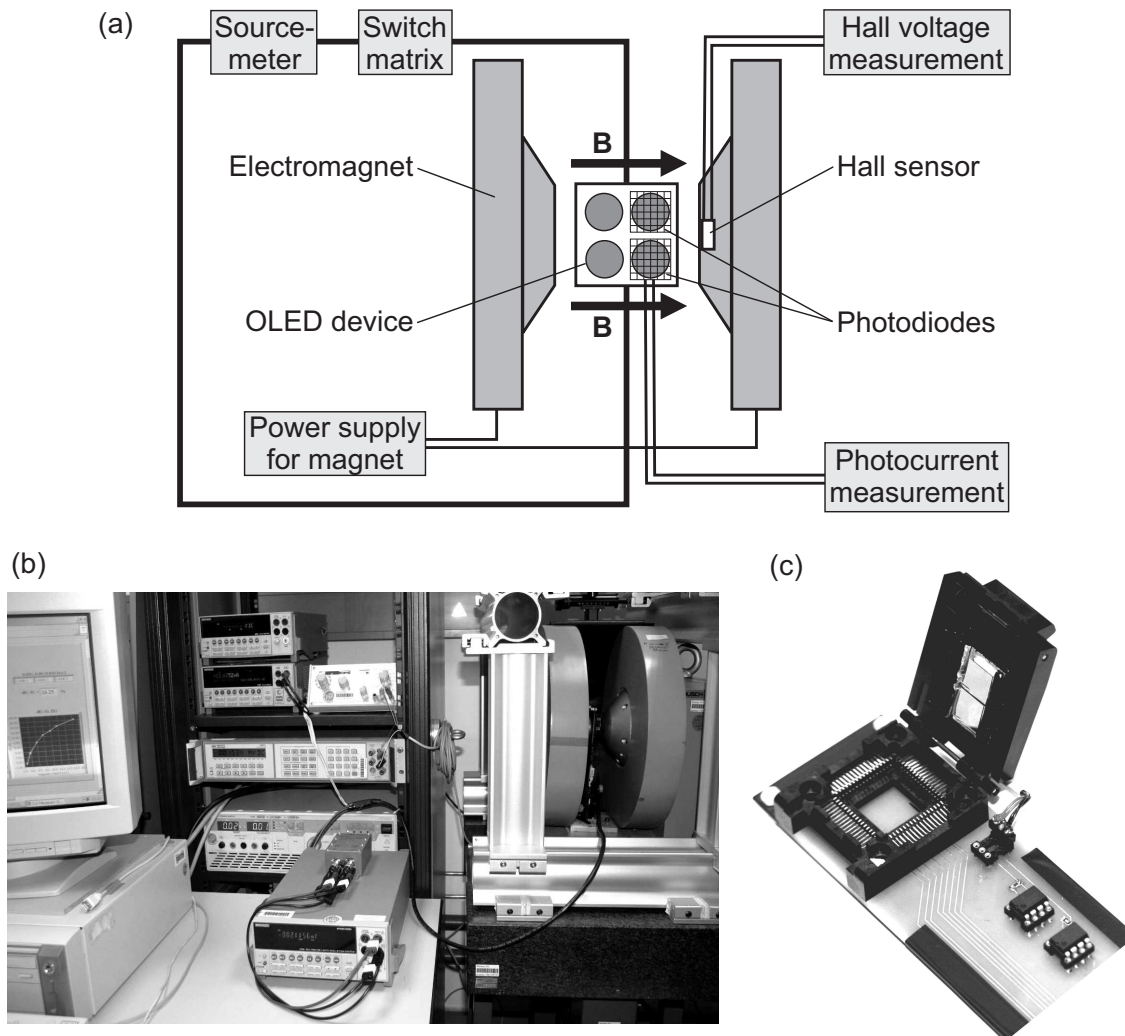 (a)
Source-
meter
Switch
matrix
Hall voltage
measurement
B
Electromagnet
Hall sensor
OLED device
B
Photodiodes
Power supply
for magnet
Photocurrent
measurement
(b)
(c)